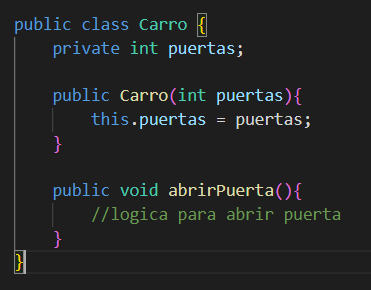 public class Carro {
    private int puertas;

    public Carro(int puertas){
        this.puertas = puertas;
    }

    public void abrirPuerta(){
        //logica para abrir puerta
    }
}